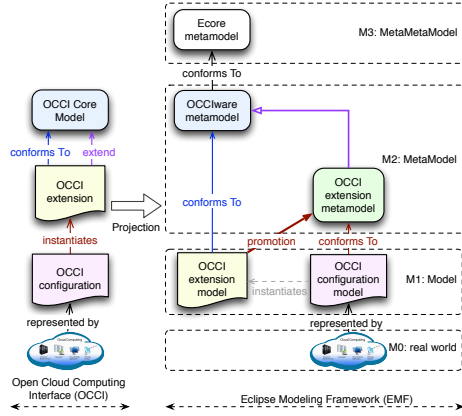 Ecore
metamodel
M3: MetaMetaModel
conforms To
OCCI Core
Model
OCCIware
metamodel
conforms To
extend
M2: MetaModel
OCCI
extension
conforms To
OCCI
extension
metamodel
Projection
instantiates
promotion
conforms To
OCCI
configuration
OCCI
extension
model
instantiates
OCCI
configuration
model
M1: Model
represented by
represented by
CloudComputing
CloudComputing
M0: real world
Open Cloud Computing
Interface (OCCI)
Eclipse Modeling Framework (EMF)